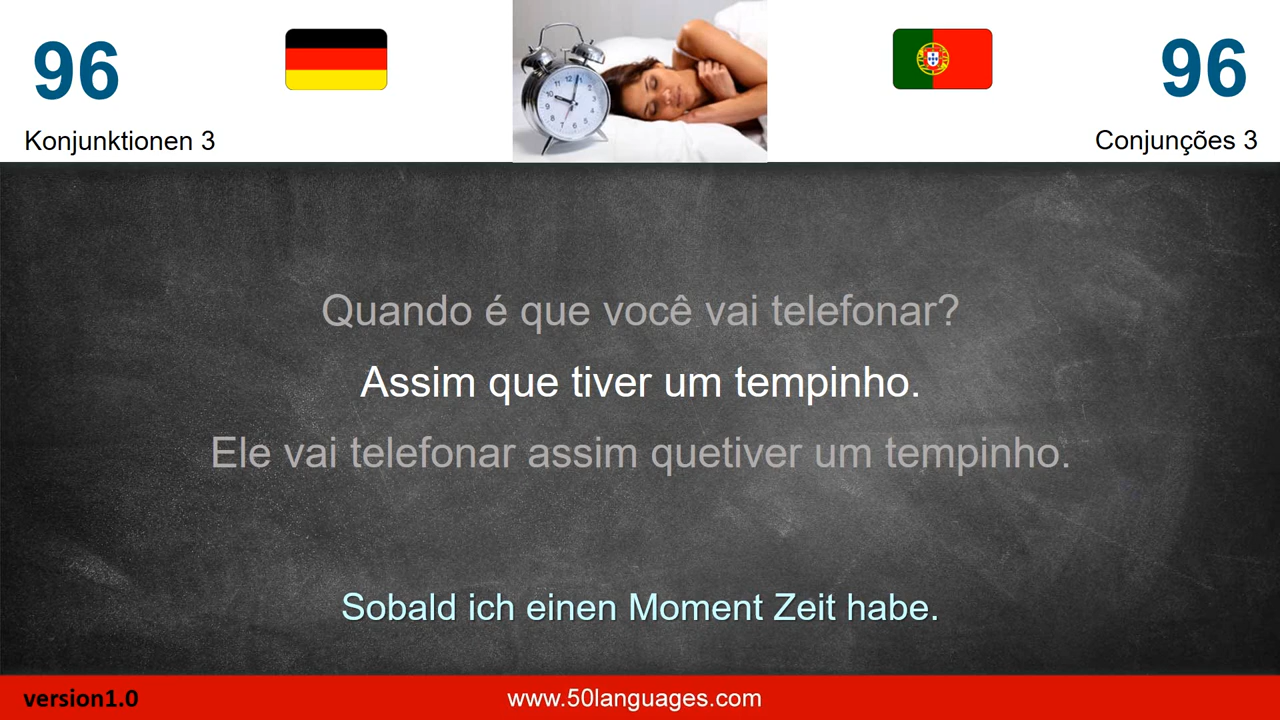 96
96
Konjunktionen 3
Conjunções 3
Quando é que você vai telefonar?
Assim que tiver um tempinho.
Ele vai telefonar assim quetiver um tempinho.
Sobald ich einen Moment Zeit habe.
version1.0
www.50languages.com